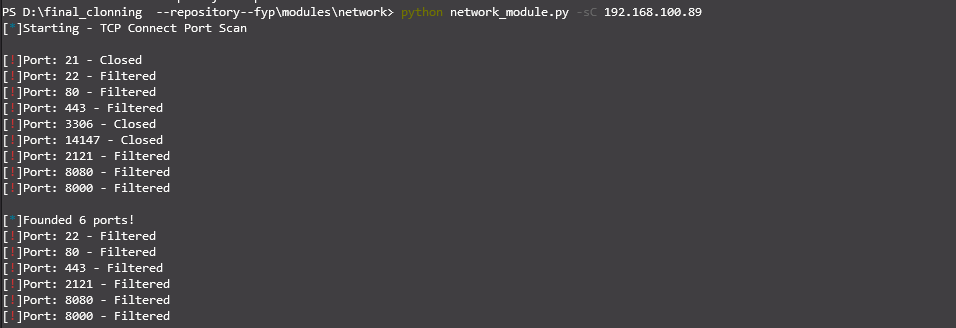 PS D:\final_clonning  --repository--fyp\modules\network> python network_module.py -sC 192.168.100.89
[*]Starting - TCP Connect Port Scan
[!]Port: 21 - Closed
[!]Port: 22 - Filtered
[!]Port: 80 - Filtered
[!]Port: 443 - Filtered
[!]Port: 3306 - Closed
[!]Port: 14147 - Closed
[!]Port: 2121 - Filtered
[!]Port: 8080 - Filtered
[!]Port: 8000 - Filtered
[*]Founded 6 ports!
[!]Port: 22 - Filtered
[!]Port: 80 - Filtered
[!]Port: 443 - Filtered
[!]Port: 2121 - Filtered
[!]Port: 8080 - Filtered
[!]Port: 8000 - Filtered